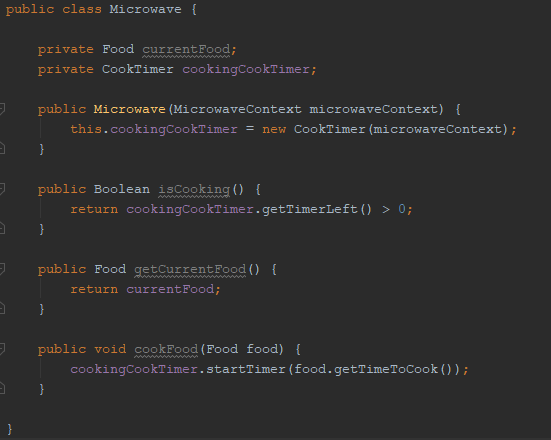 public class Microwave {
private Food currentFood;
private CookTimer cookingCookTimer;
public Microwave(MicrowaveContext microwaveContext) {
this.cookingCookTimer = new CookTimer(microwaveContext);
}
public Boolean isCooking() {
return cookingCookTimer.getTimerLeft() > 0;
}
public Food getCurrentFood() {
return currentFood;
}
public void cookFood(Food food) {
cookingCookTimer.startTimer(food.getTimeToCook());
}
}